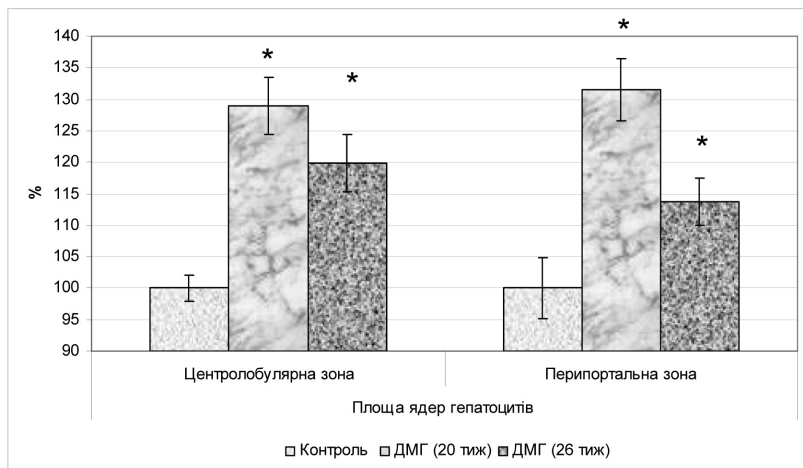 140
135
130
125
120
115
110
105
100
95
90
%
*
*
*
*
Центролобулярна зона
Перипортальна зона
Площа ядер гепатоцитів
Контроль
ДМГ (20 тиж)
ДМГ (26 тиж)